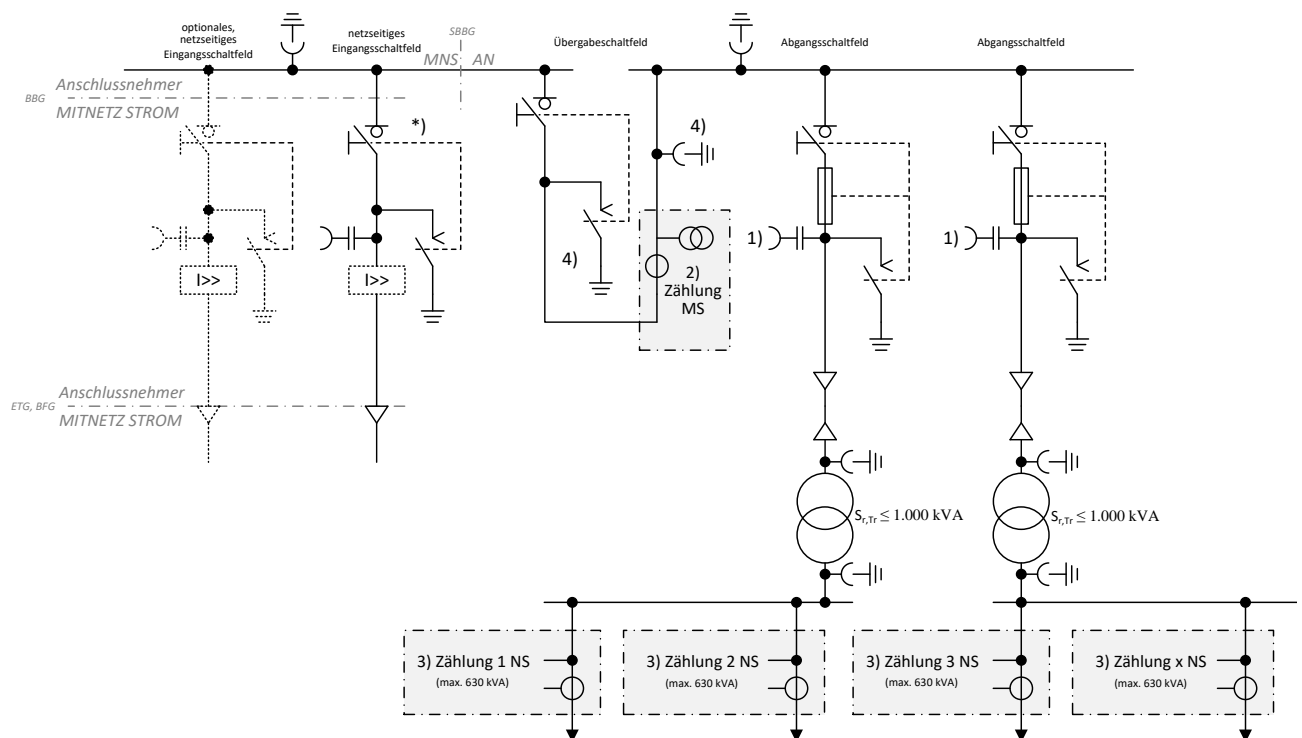 optionales,
netzseitiges
Eingangsschaltfeld
netzseitiges
Eingangsschaltfeld
SBBG
MNS AN
Übergabeschaltfeld
Abgangsschaltfeld
Abgangsschaltfeld
BBG
Anschlussnehmer
MITNETZ STROM
*)
4)
4)
1)
1)
I>>
I>>
2)
Zählung
MS
ETG, BFG
Anschlussnehmer
MITNETZ STROM
Sr,Tr ≤ 1.000 kVA
Sr,Tr ≤ 1.000 kVA
3) Zählung 1 NS
(max. 630 kVA)
3) Zählung 2 NS
(max. 630 kVA)
3) Zählung 3 NS
(max. 630 kVA)
3) Zählung x NS
(max. 630 kVA)